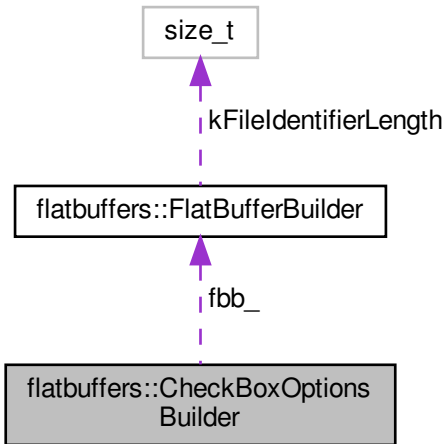 size_t
kFileIdentifierLength
flatbuffers::FlatBufferBuilder
fbb_
flatbuffers::CheckBoxOptions
Builder